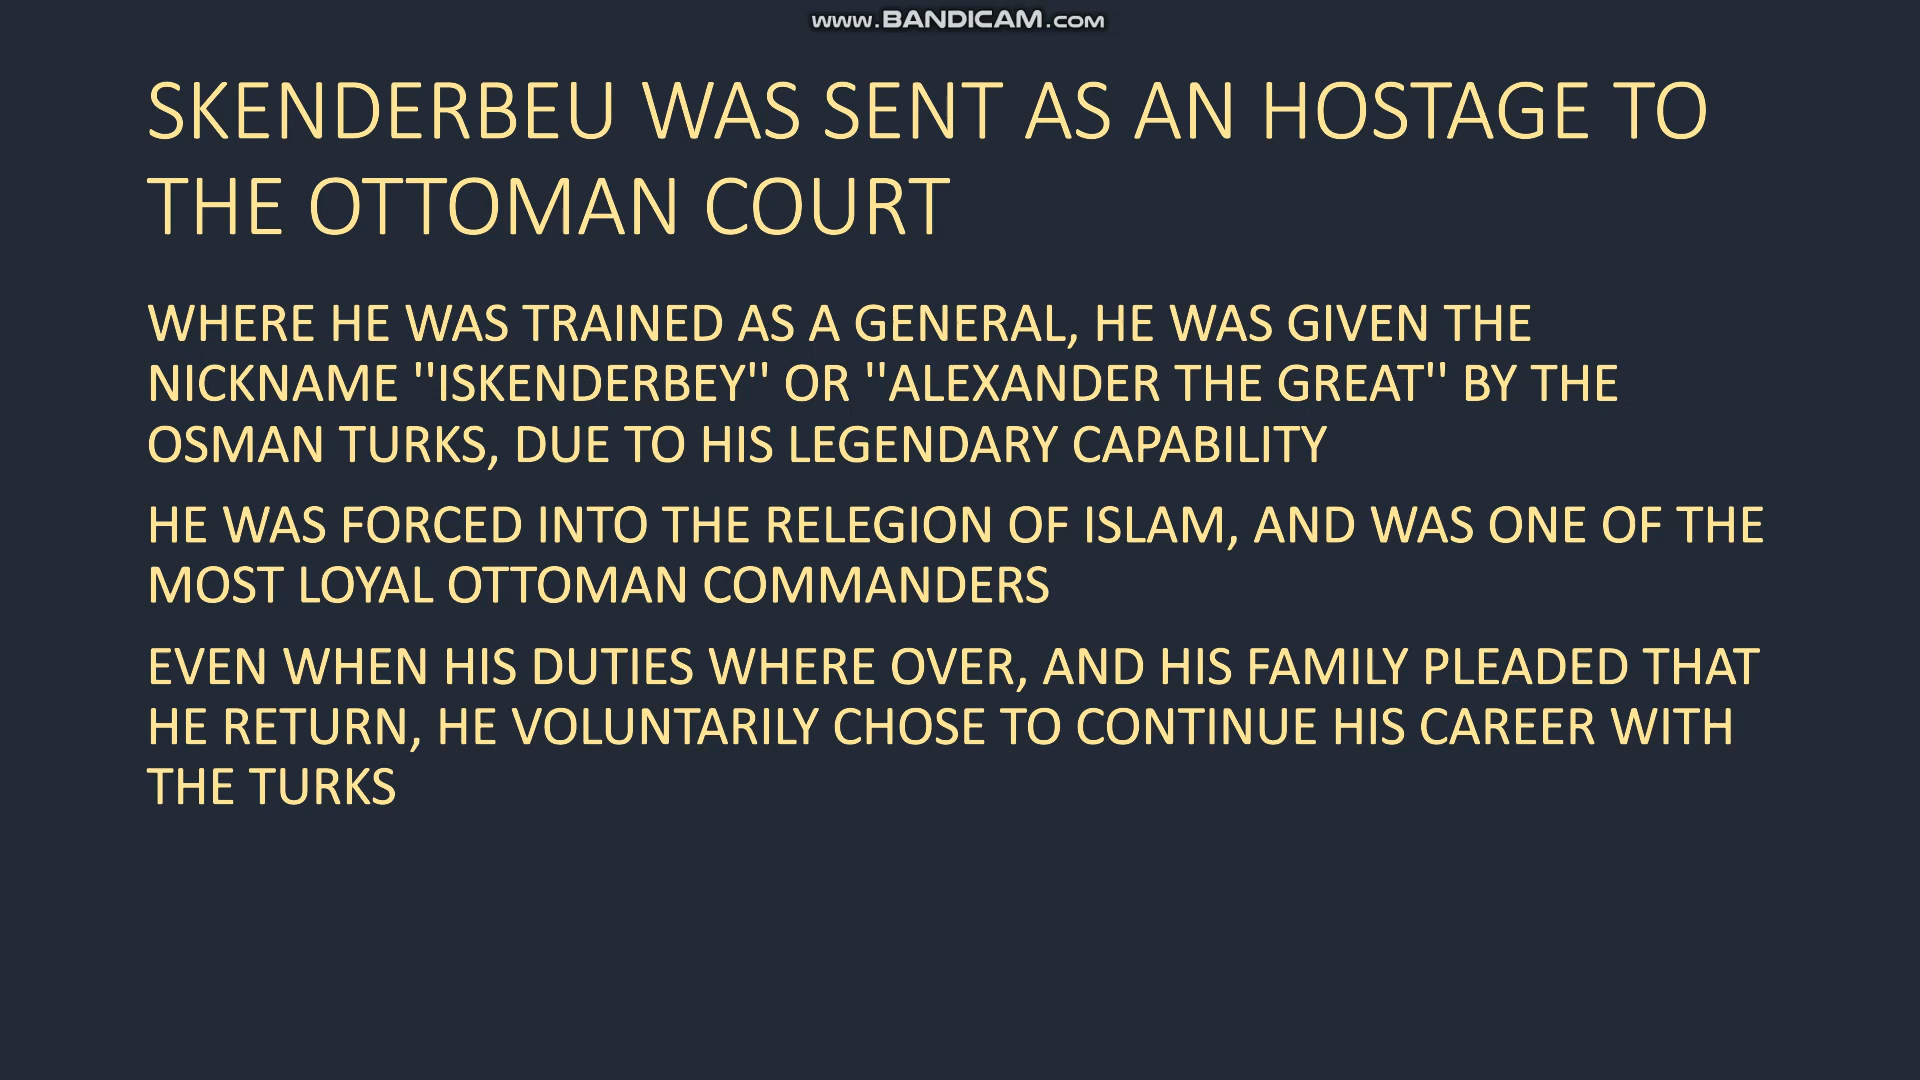 www.BANDICAM.com
SKENDERBEU WAS SENT AS AN HOSTAGE TO
THE OTTOMAN COURT
WHERE HE WAS TRAINED AS A GENERAL, HE WAS GIVEN THE
NICKNAME ''ISKENDERBEY'' OR ''ALEXANDER THE GREAT'' BY THE
OSMAN TURKS, DUE TO HIS LEGENDARY CAPABILITY
HE WAS FORCED INTO THE RELEGION OF ISLAM, AND WAS ONE OF THE
MOST LOYAL OTTOMAN COMMANDERS
EVEN WHEN HIS DUTIES WHERE OVER, AND HIS FAMILY PLEADED THAT
HE RETURN, HE VOLUNTARILY CHOSE TO CONTINUE HIS CAREER WITH
THE TURKS